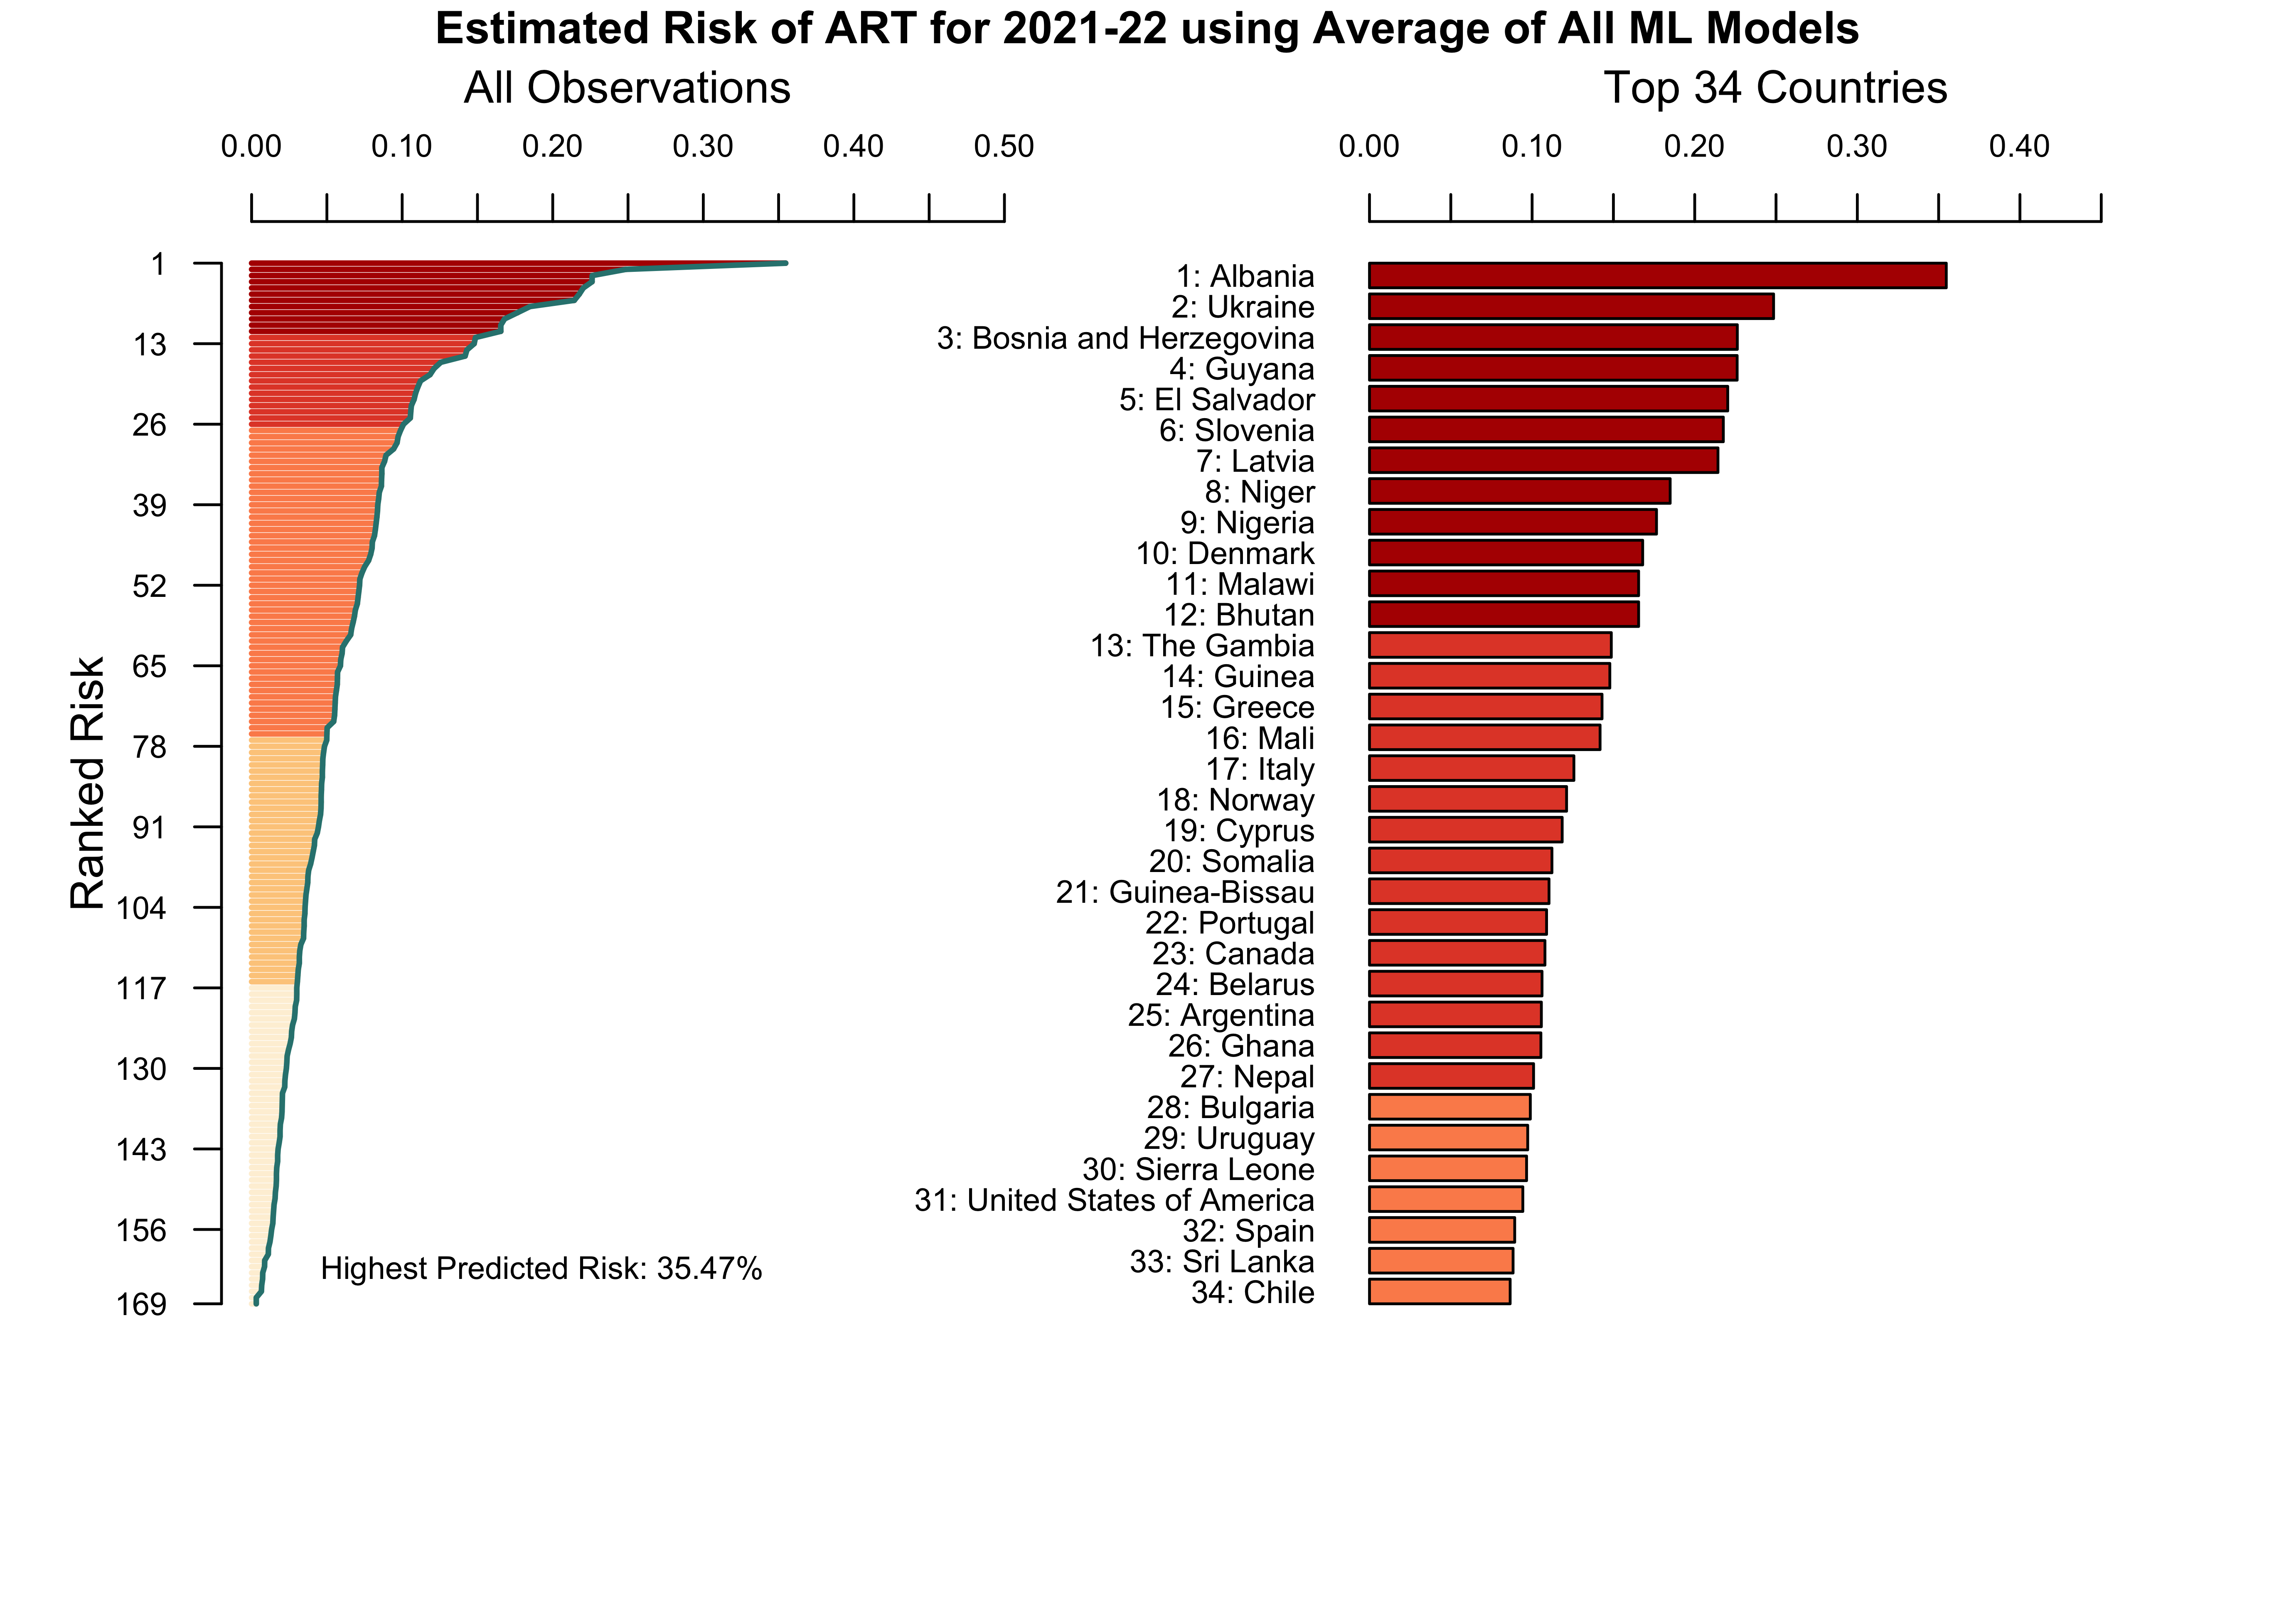 Estimated Risk of ART for 2021-22 using Average of All ML Models
All Observations
0.00 0.10 0.20 0.30 0.40 0.50
Ranked Risk
1
13
26
39
52
65
78
91
104
117
130
143
156
169
Highest Predicted Risk: 35.47%
Top 34 Countries
0.00 0.10 0.20 0.30 0.40
1: Albania
2: Ukraine
3: Bosnia and Herzegovina
4: Guyana
5: El Salvador
6: Slovenia
7: Latvia
8: Niger
9: Nigeria
10: Denmark
11: Malawi
12: Bhutan
13: The Gambia
14: Guinea
15: Greece
16: Mali
17: Italy
18: Norway
19: Cyprus
20: Somalia
21: Guinea-Bissau
22: Portugal
23: Canada
24: Belarus
25: Argentina
26: Ghana
27: Nepal
28: Bulgaria
29: Uruguay
30: Sierra Leone
31: United States of America
32: Spain
33: Sri Lanka
34: Chile